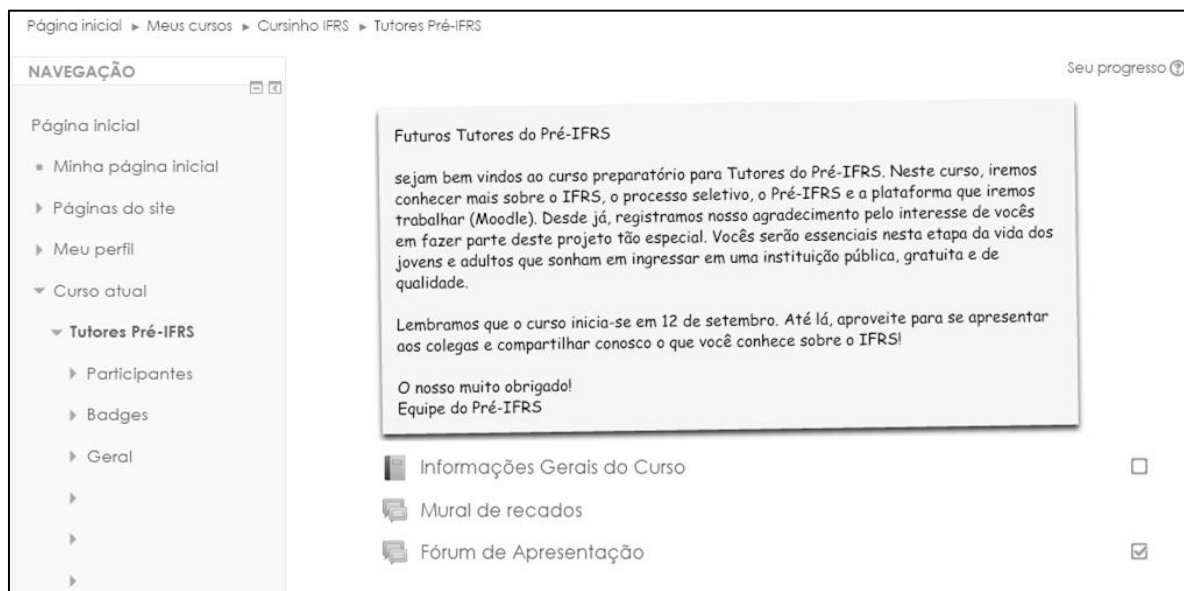 Página inicial ▸ Meus cursos ▸ Cursinho IFRS ▸ Tutores Pré-IFRS
NAVEGAÇÃO
Página inicial
Minha página inicial
Páginas do site
Meu perfil
Curso atual
Tutores Pré-IFRS
Participantes
Badges
Geral
Seu progresso
Futuros Tutores do Pré-IFRS
sejam bem vindos ao curso preparatório para Tutores do Pré-IFRS. Neste curso, iremos
conhecer mais sobre o IFRS, o processo seletivo, o Pré-IFRS e a plataforma que iremos
trabalhar (Moodle). Desde já, registramos nosso agradecimento pelo interesse de vocês
em fazer parte deste projeto tão especial. Vocês serão essenciais nesta etapa da vida dos
jovens e adultos que sonham em ingressar em uma instituição pública, gratuita e de
qualidade.
Lembramos que o curso inicia-se em 12 de setembro. Até lá, aproveite para se apresentar
aos colegas e compartilhar conosco o que você conhece sobre o IFRS!
O nosso muito obrigado!
Equipe do Pré-IFRS
Informações Gerais do Curso
Mural de recados
Fórum de Apresentação